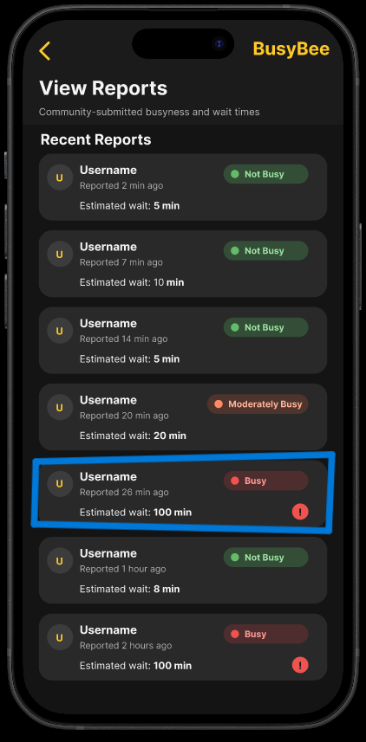 BusyBee
View Reports
Community-submitted busyness and wait times
Recent Reports
U
Username
Not Busy
Reported 2 min ago
Estimated wait: 5 min
U
Username
Not Busy
Reported 7 min ago
Estimated wait: 10 min
U
Username
Not Busy
Reported 14 min ago
Estimated wait: 5 min
U
Username
Moderately Busy
Reported 20 min ago
Estimated wait: 20 min
U
Username
Busy
Reported 26 min ago
Estimated wait: 100 min
!
U
Username
Not Busy
Reported 1 hour ago
Estimated wait: 8 min
U
Username
Busy
Reported 2 hours ago
Estimated wait: 100 min
!